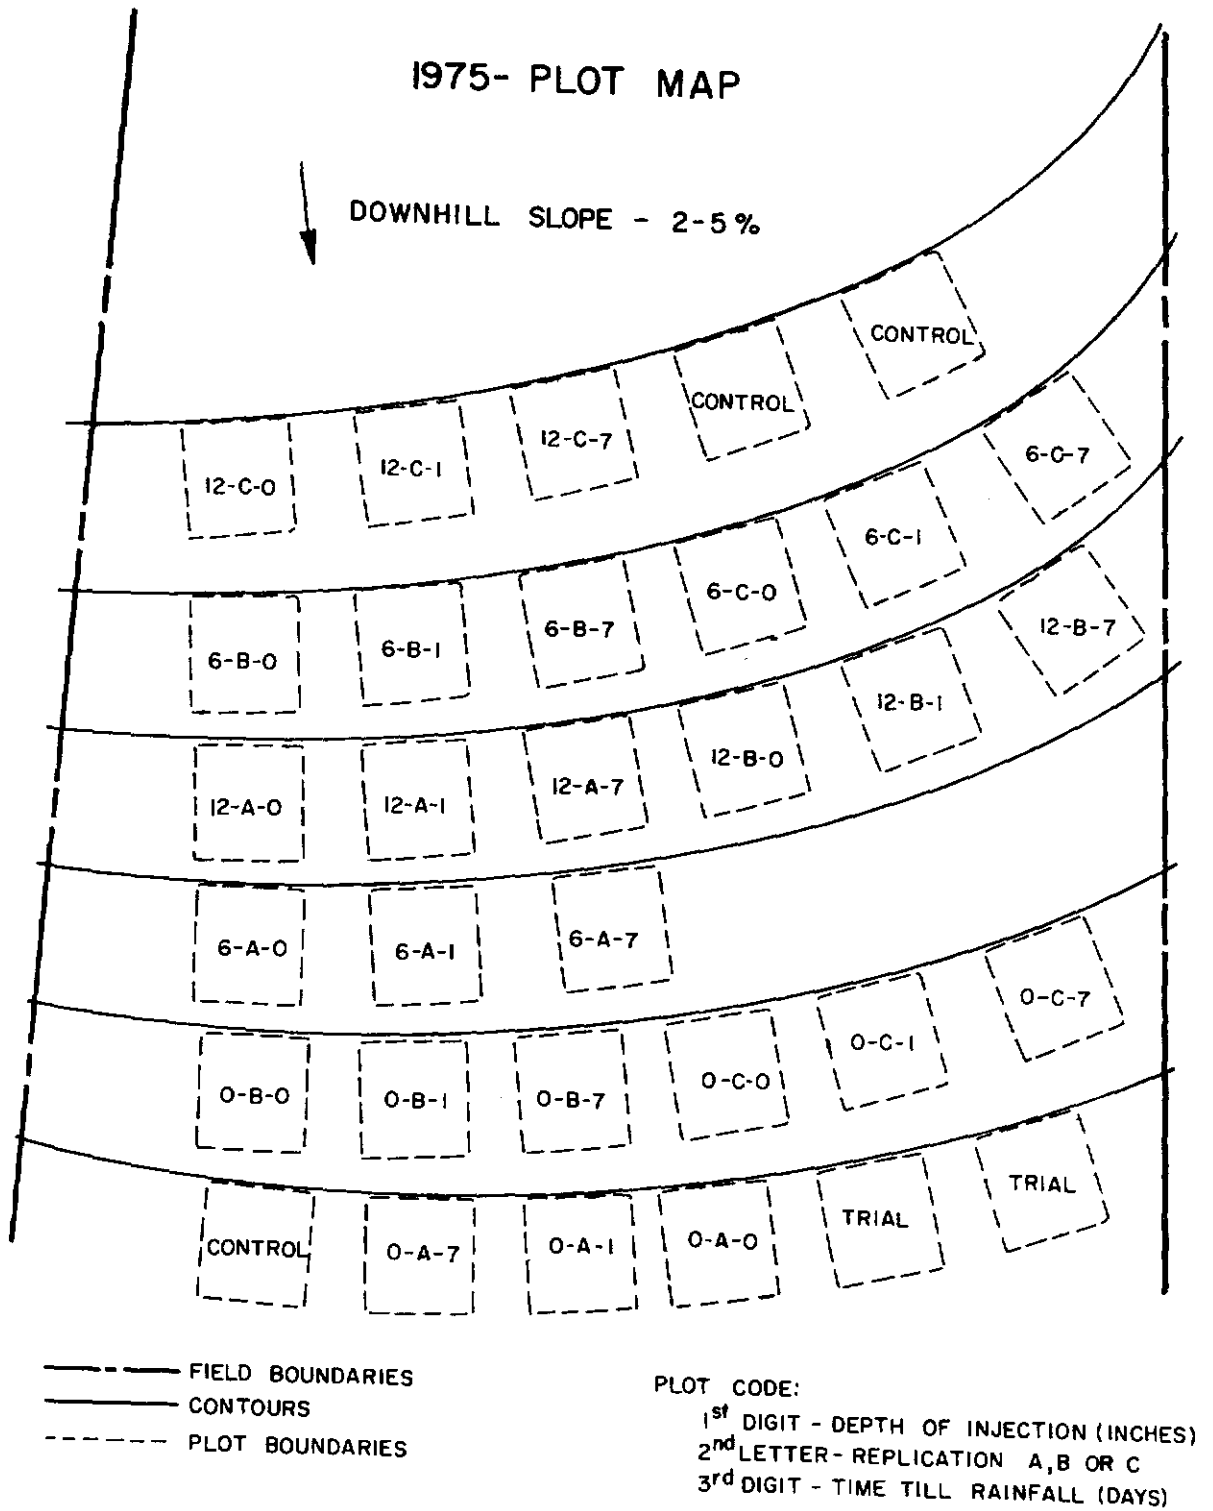 1975- PLOT MAP
DOWNHILL SLOPE - 2-5%
CONTROL
CONTROL
12-C-7
12-C-1
12-C-0
6-C-7
6-C-1
6-C-0
6-B-7
6-B-1
6-B-0
12-B-7
12-B-1
12-B-0
12-A-7
12-A-1
12-A-0
6-A-0
6-A-1
6-A-7
0-C-7
0-C-1
0-C-0
0-B-7
0-B-1
0-B-0
CONTROL
0-A-7
0-A-1
0-A-0
TRIAL
TRIAL
FIELD BOUNDARIES
CONTOURS
PLOT BOUNDARIES
PLOT CODE:
1st DIGIT - DEPTH OF INJECTION (INCHES)
2nd LETTER - REPLICATION A,B OR C
3rd DIGIT - TIME TILL RAINFALL (DAYS)